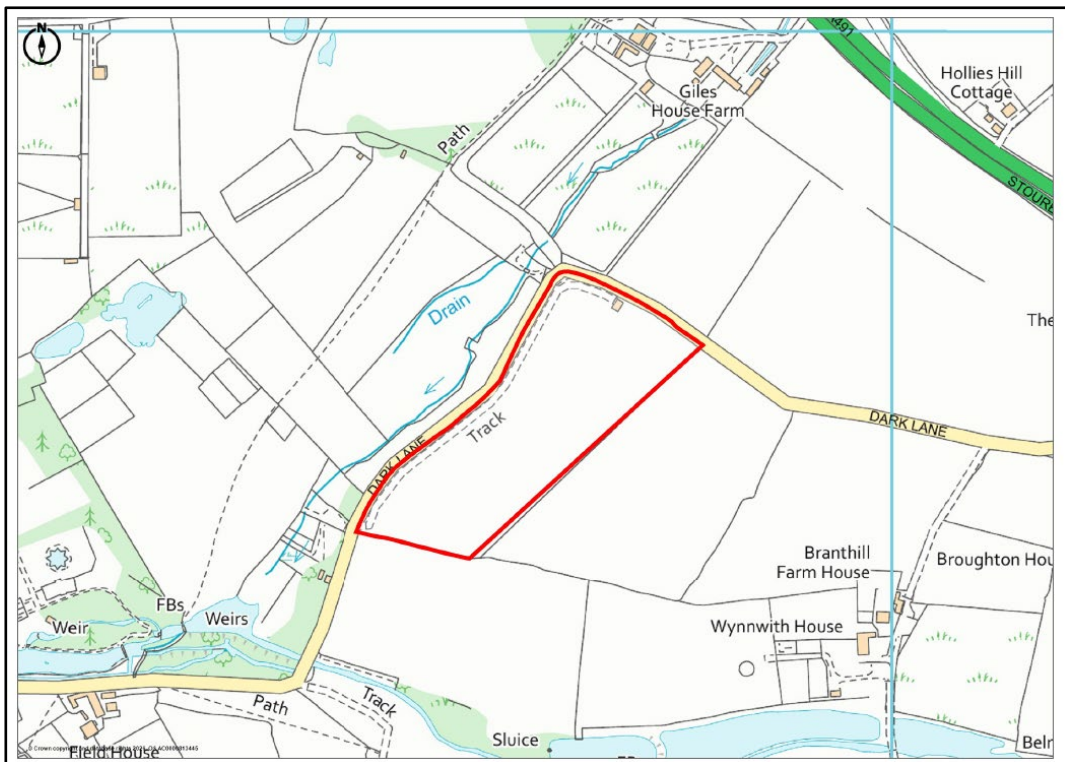 N
A491
Hollies Hill
Cottage
Giles
House Farm
Path
STOURB
Drain
The
Track
DARK LANE
DARK LANE
Branthill
Farm House
Broughton Hou
FBs
Weirs
Weir
Wynnwith House
Path
Track
Sluice
Field House
Beln